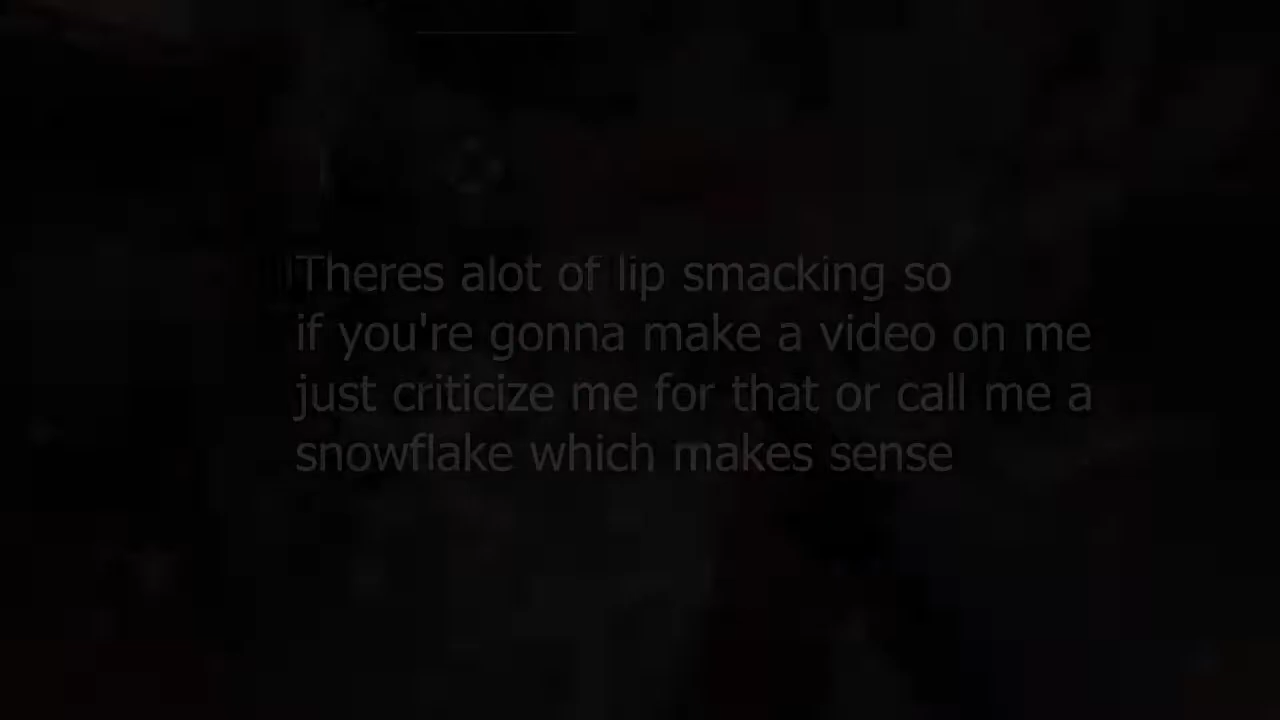 Theres alot of lip smacking so
if you're gonna make a video on me
just criticize me for that or call me a
snowflake which makes sense